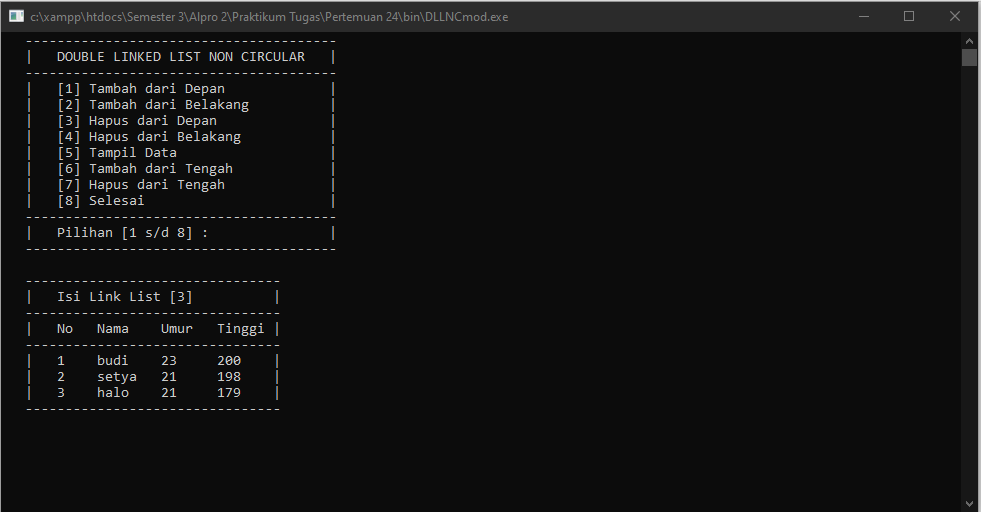 c:\xampp\htdocs\Semester 3\Alpro 2\Praktikum Tugas\Pertemuan 24\bin\DLLNCmod.exe
---------------------------------------
|   DOUBLE LINKED LIST NON CIRCULAR   |
---------------------------------------
|   [1] Tambah dari Depan             |
|   [2] Tambah dari Belakang          |
|   [3] Hapus dari Depan              |
|   [4] Hapus dari Belakang           |
|   [5] Tampil Data                   |
|   [6] Tambah dari Tengah            |
|   [7] Hapus dari Tengah             |
|   [8] Selesai                       |
---------------------------------------
|   Pilihan [1 s/d 8] :               |
---------------------------------------
--------------------------------
|   Isi Link List [3]          |
--------------------------------
|   No   Nama    Umur   Tinggi |
--------------------------------
|   1    budi    23     200    |
|   2    setya   21     198    |
|   3    halo    21     179    |
--------------------------------